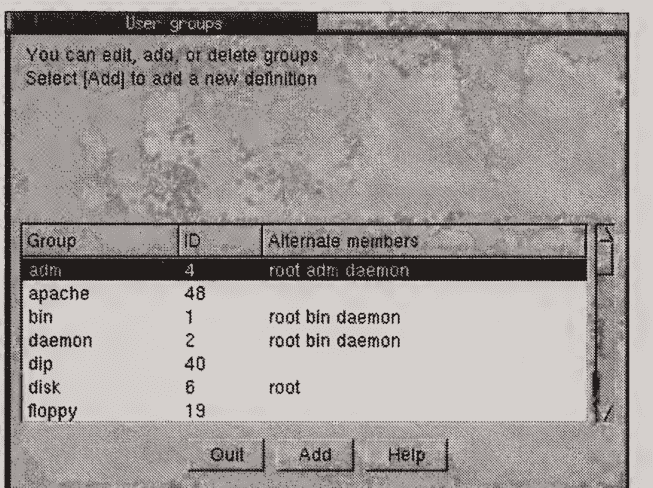 User groups
You can edit, add, or delete groups
Select [Add] to add a new definition
Group ID Alternate members
adm 4 root adm daemon
apache 48
bin 1 root bin daemon
daemon 2 root bin daemon
dip 40
disk 6 root
floppy 19
Quit Add Help